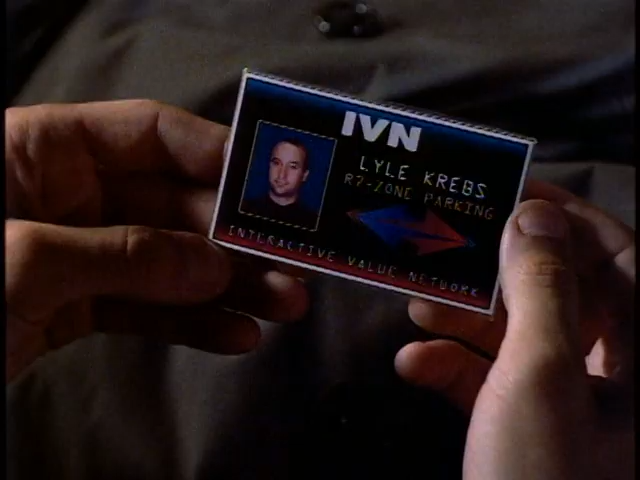 IVN
LYLE KREBS
R7-ZONE PARKING
INTERACTIVE VALUE NETWORK